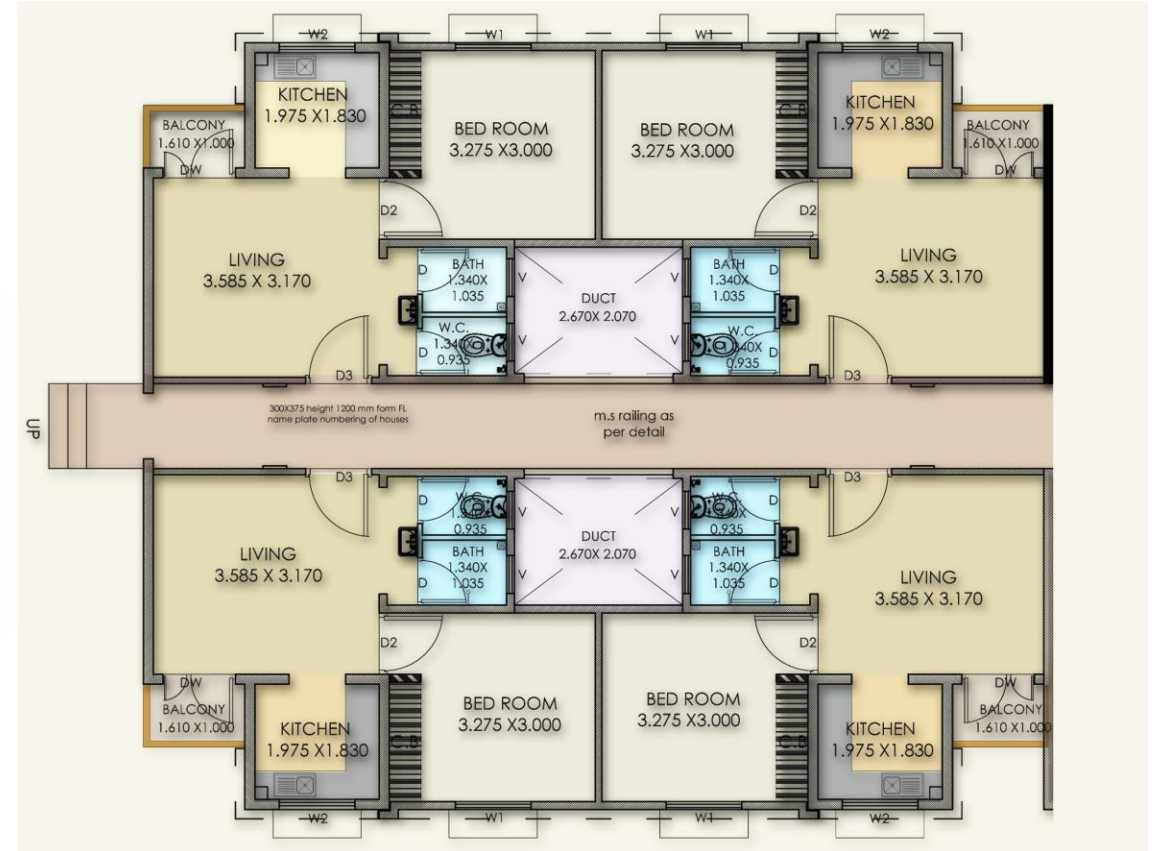 W2
W1
W1
W2
KITCHEN
1.975 X1.830
C.B
BED ROOM
3.275 X3.000
BED ROOM
3.275 X3.000
C.B
KITCHEN
1.975 X1.830
BALCONY
1.610 X1.000
DW
BALCONY
1.610 X1.000
DW
D2
D2
LIVING
3.585 X 3.170
D
BATH
1.340X
1.035
V
DUCT
2.670X 2.070
V
BATH
1.340X
1.035
D
LIVING
3.585 X 3.170
D
W.C.
1.340X
0.935
V
V
W.C.
1.340X
0.935
D
D3
D3
UP
300X375 height 1200 mm form FL
name plate numbering of houses
m.s railing as
per detail
D3
D3
D
W.C.
0.935
V
DUCT
2.670X 2.070
V
W.C.
0.935
D
LIVING
3.585 X 3.170
D
BATH
1.340X
1.035
V
V
BATH
1.340X
1.035
D
LIVING
3.585 X 3.170
D2
D2
DW
BALCONY
1.610 X1.000
DW
BALCONY
1.610 X1.000
KITCHEN
1.975 X1.830
C.B
BED ROOM
3.275 X3.000
BED ROOM
3.275 X3.000
C.B
KITCHEN
1.975 X1.830
W2
W1
W1
W2